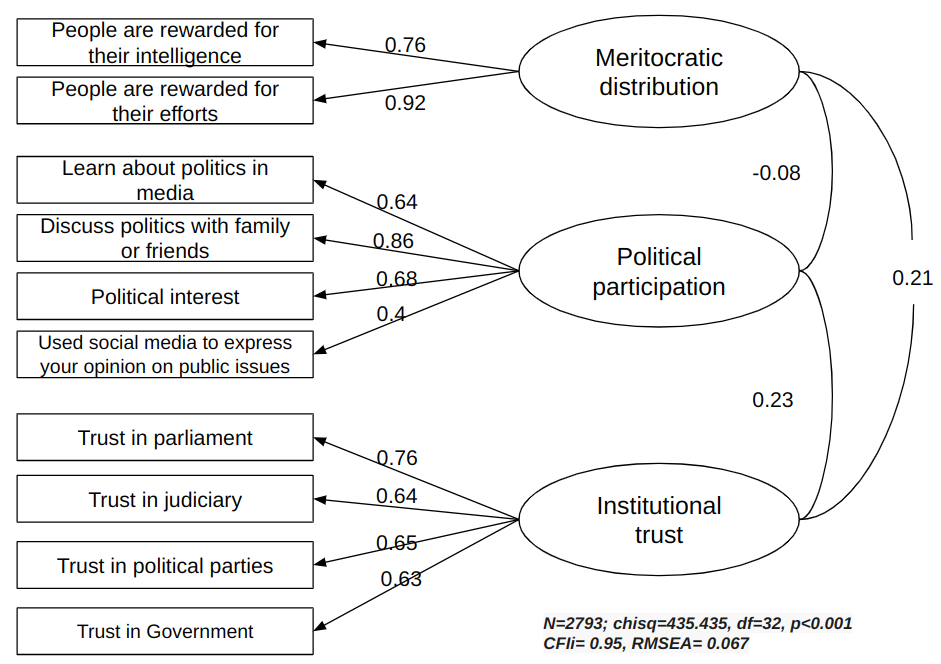 People are rewarded for
their intelligence
0.76
People are rewarded for
their efforts
0.92
Meritocratic
distribution
-0.08
Learn about politics in
media
0.64
Discuss politics with family
or friends
0.86
Political interest
0.68
Used social media to express
your opinion on public issues
0.4
Political
participation
0.21
0.23
Trust in parliament
0.76
Trust in judiciary
0.64
Trust in political parties
0.65
Trust in Government
0.63
Institutional
trust
N=2793; chisq=435.435, df=32, p<0.001
CFIi= 0.95, RMSEA= 0.067